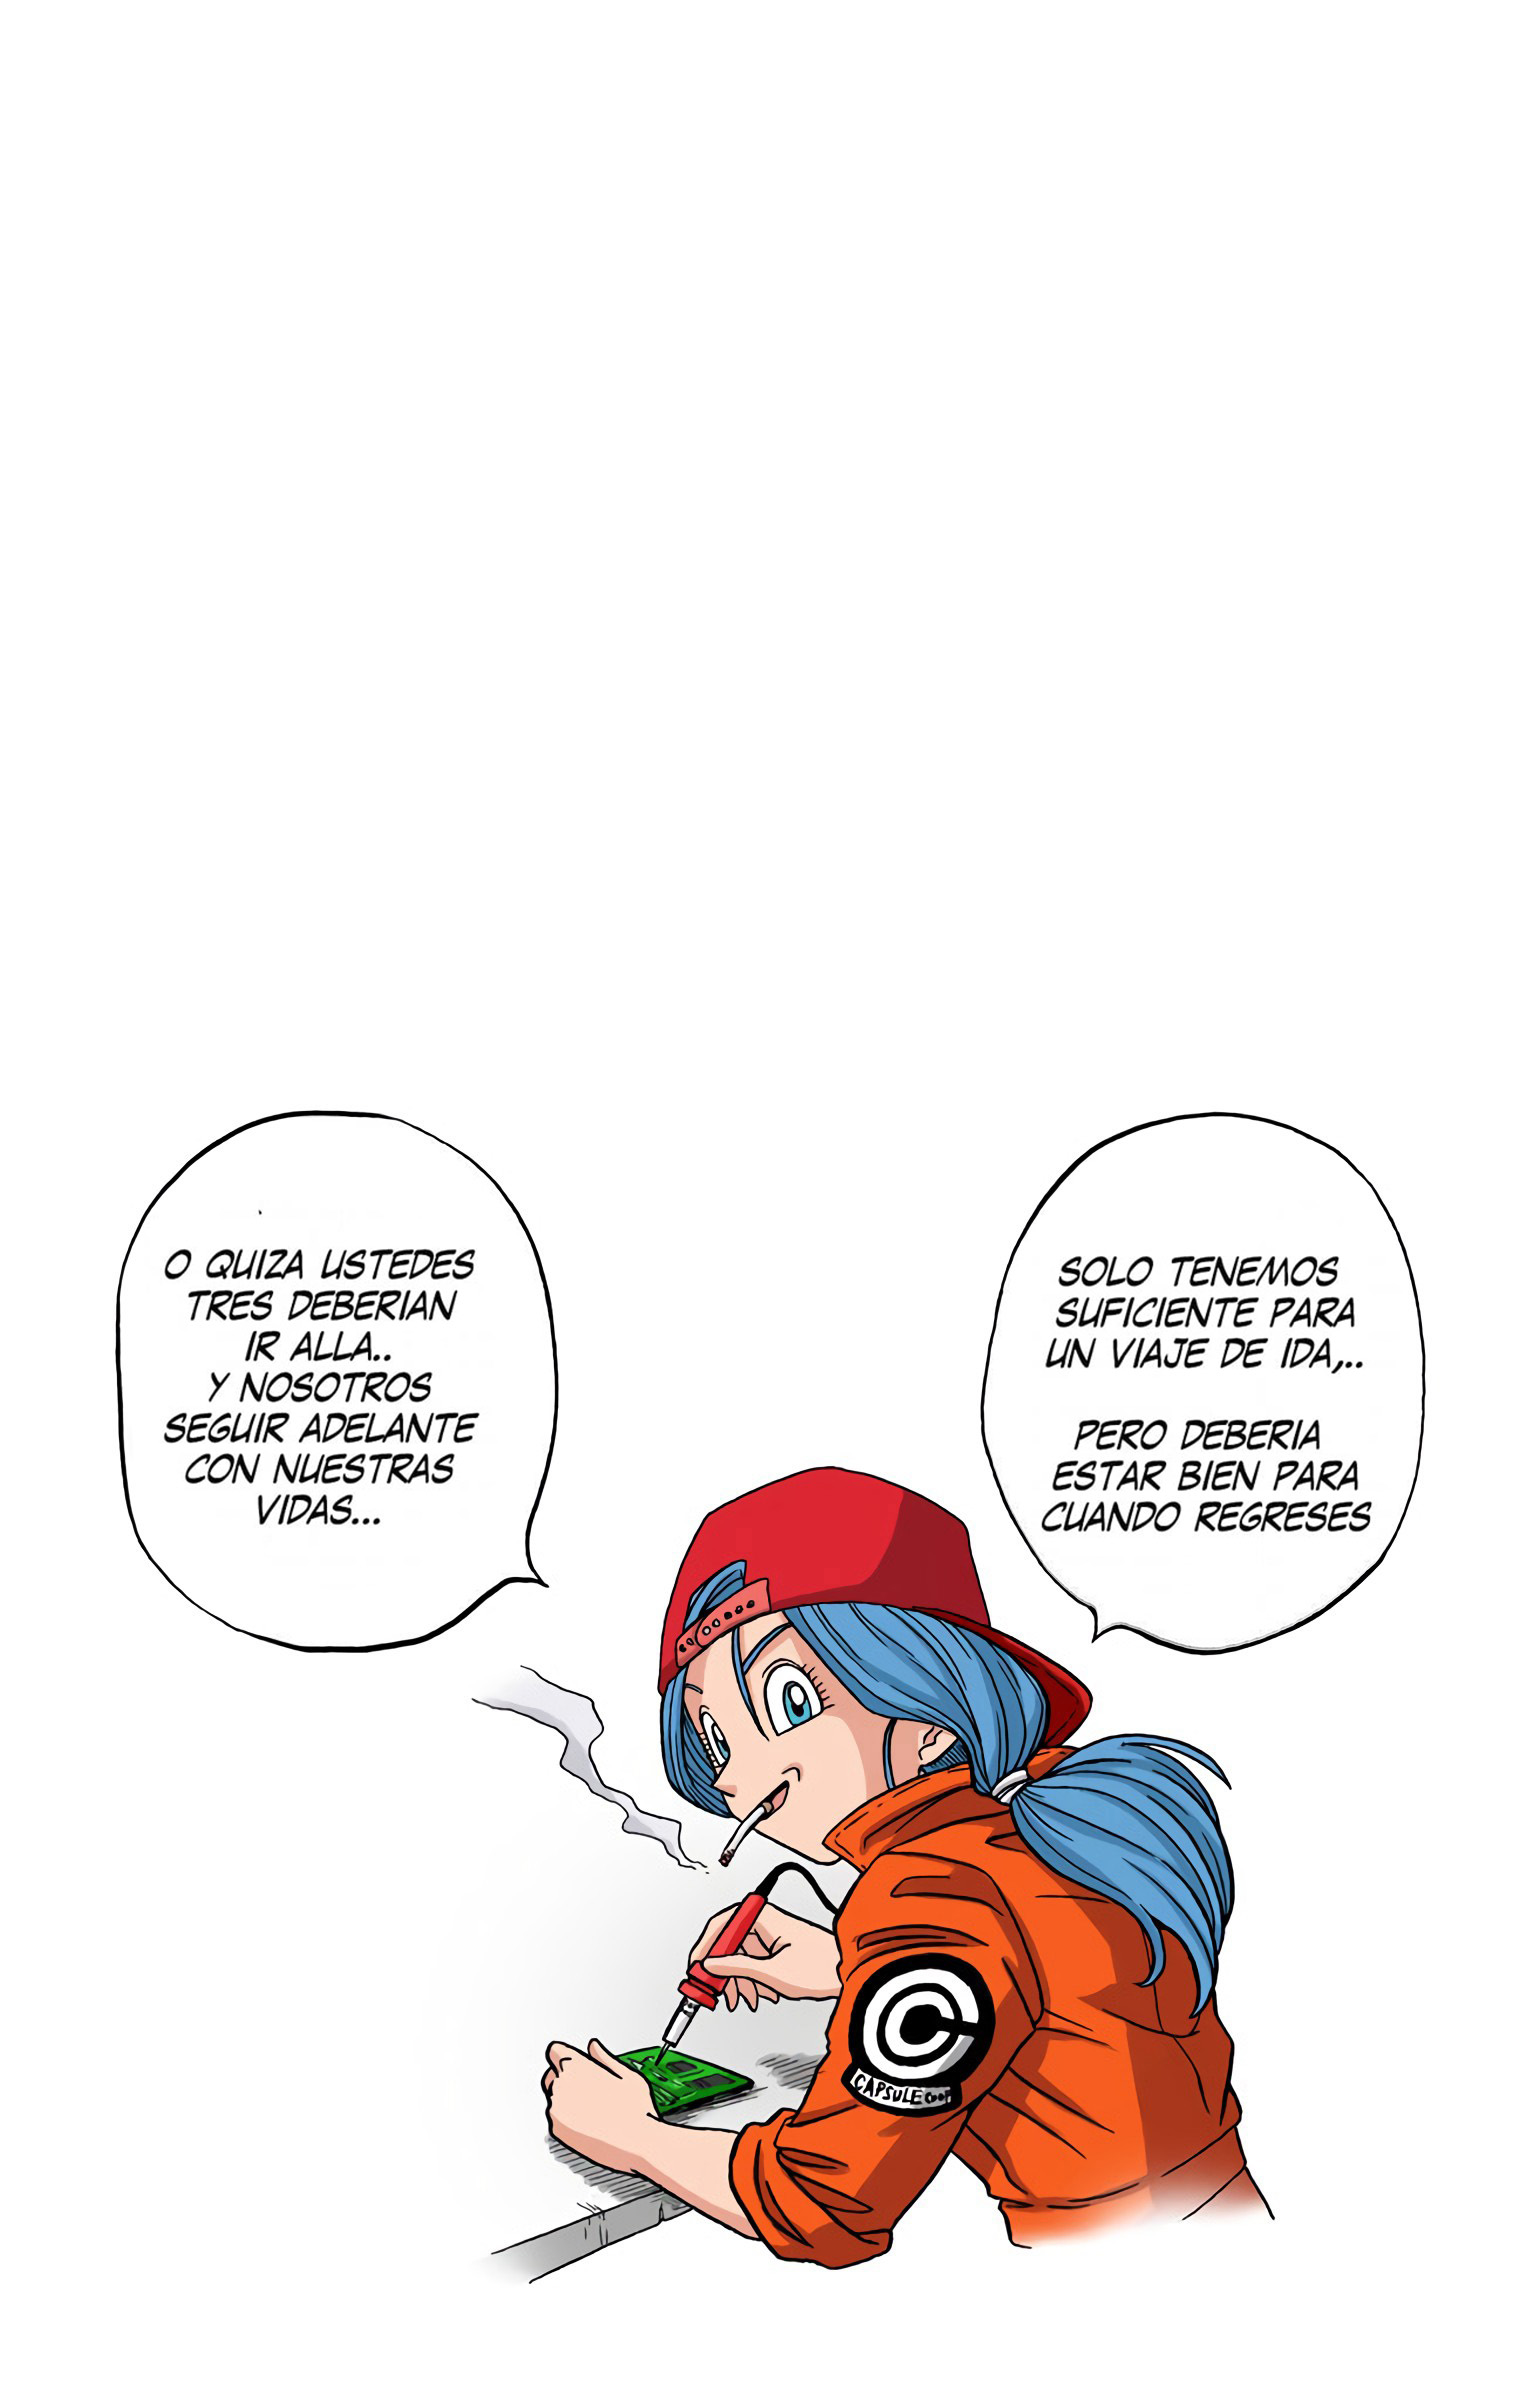 SOLO TENEMOS
SUFICIENTE PARA
UN VIAJE DE IDA,..
PERO DEBERIA
ESTAR BIEN PARA
CUANDO REGRESES
O QUIZA USTEDES
TRES DEBERIAN
IR ALLA..
Y NOSOTROS
SEGUIR ADELANTE
CON NUESTRAS
VIDAS...
CAPSULE CORP